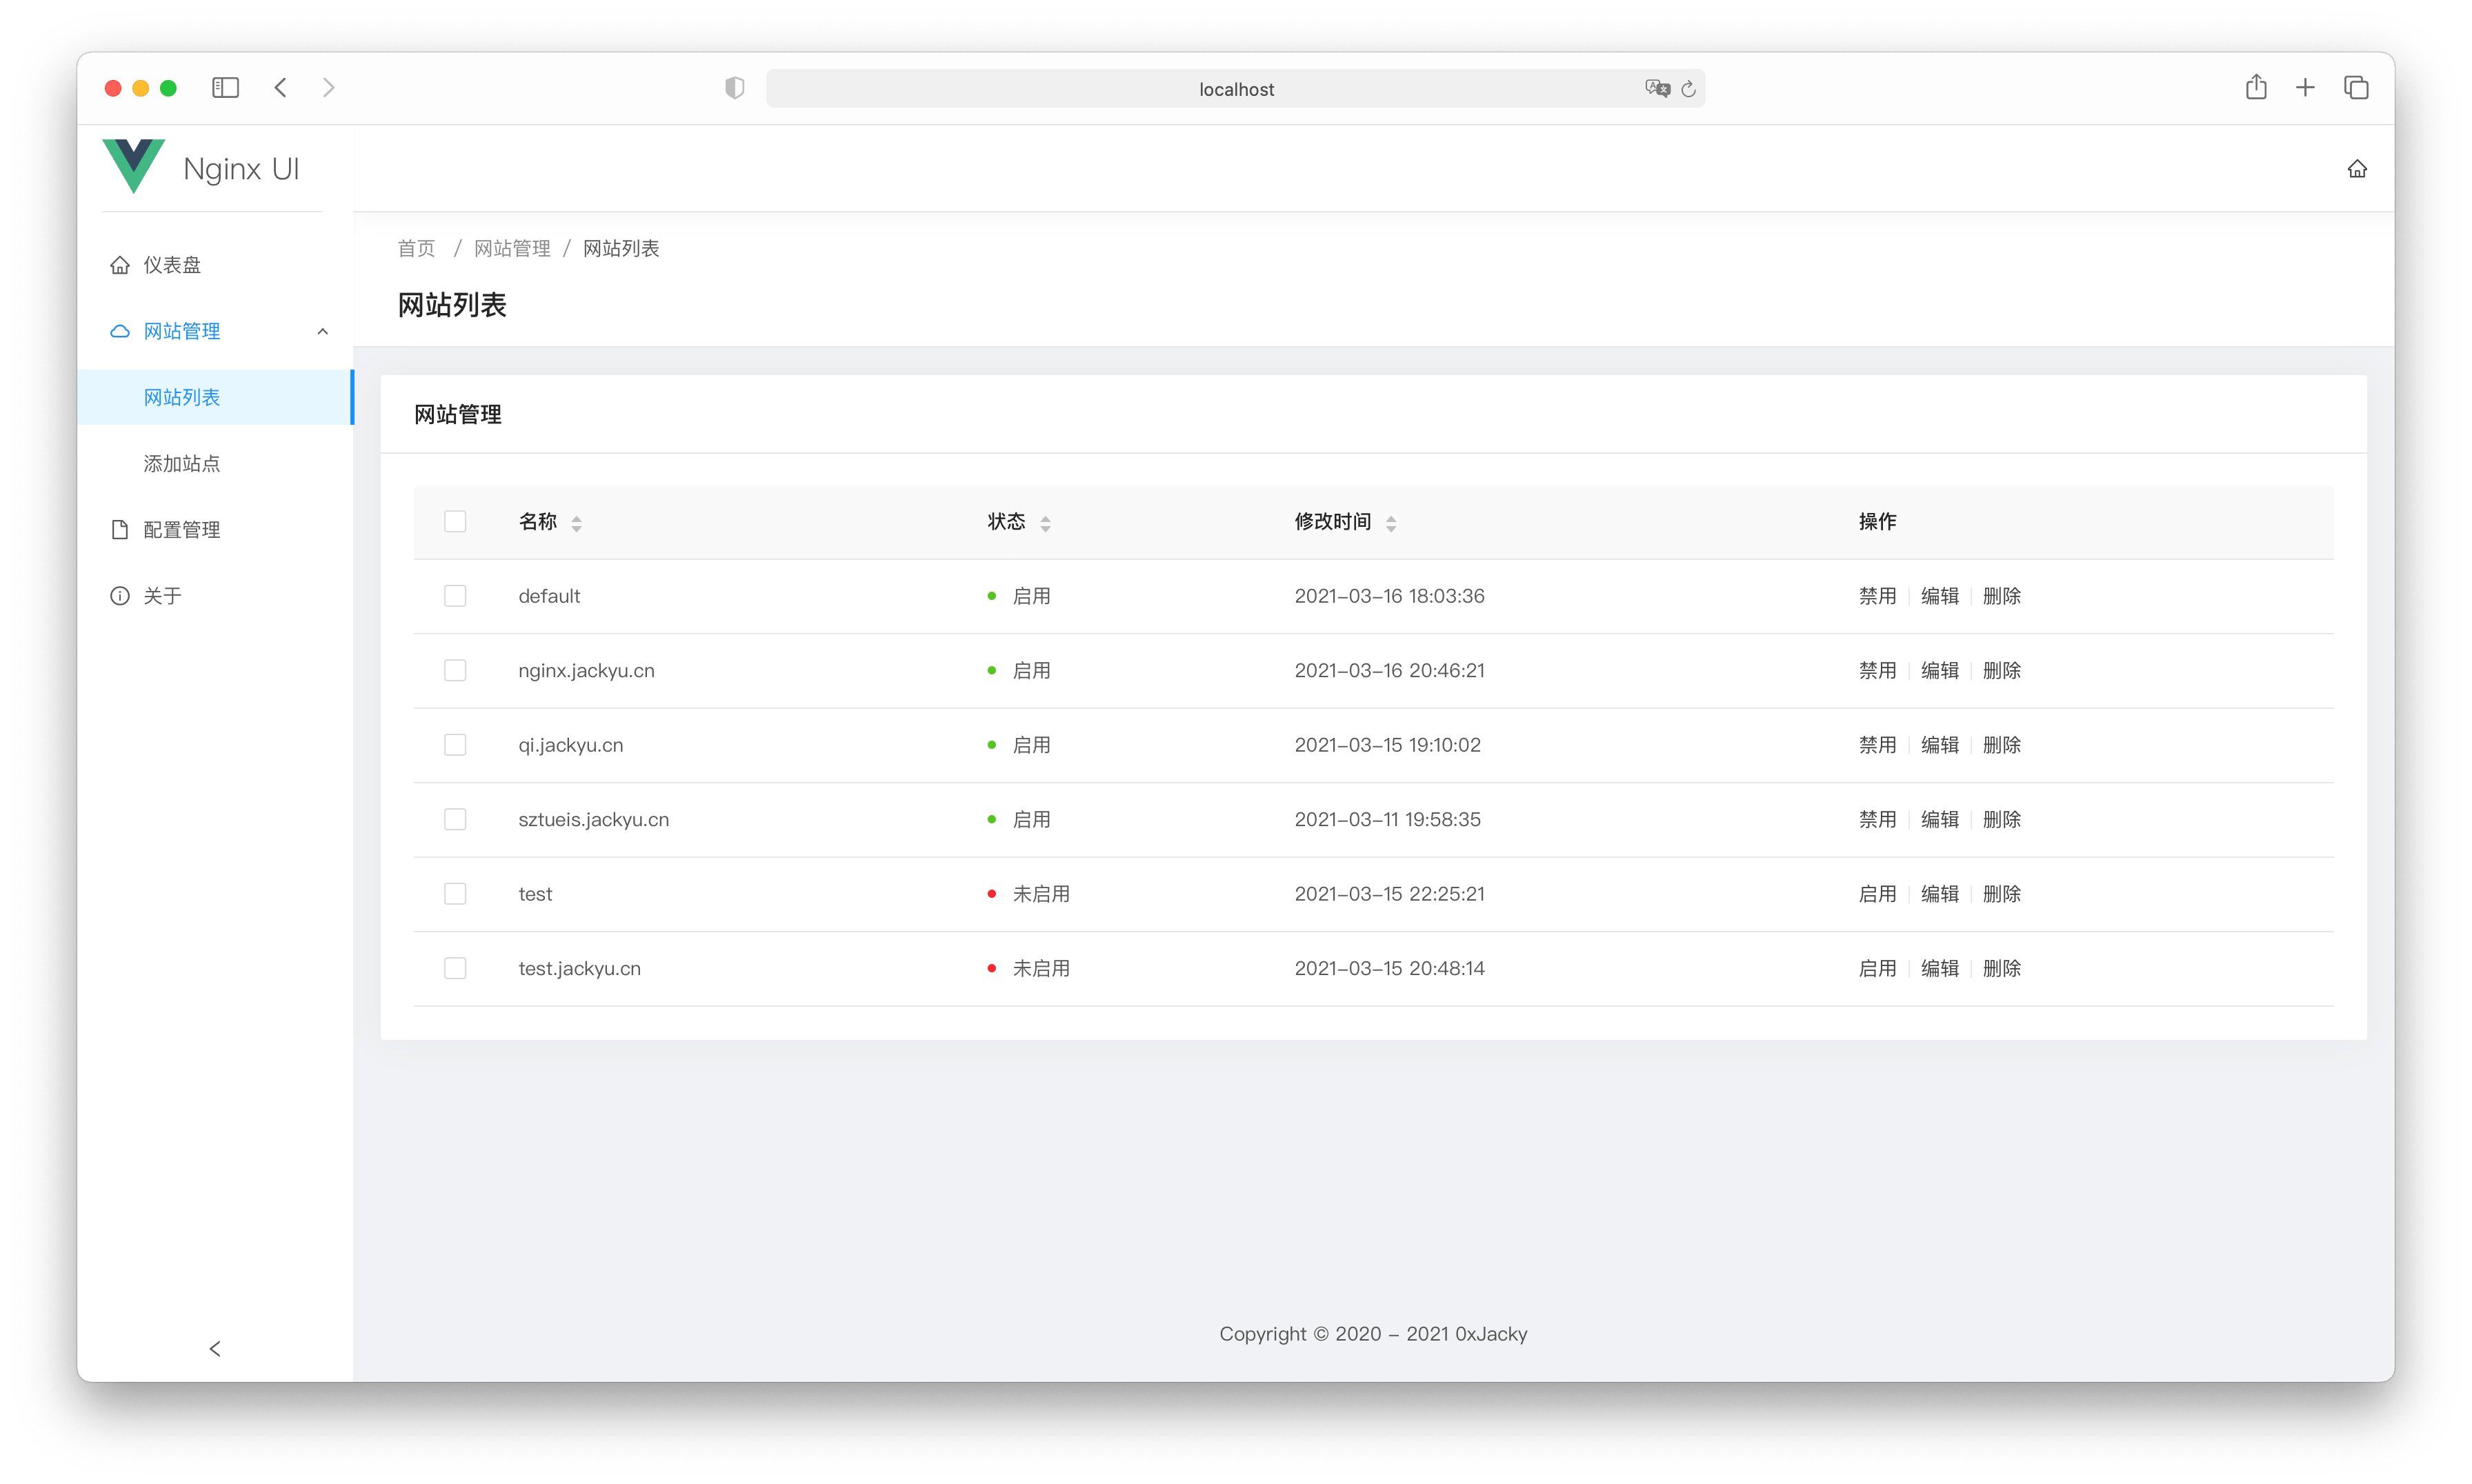 localhost
Nginx UI
仪表盘
网站管理
网站列表
添加站点
配置管理
关于
首页 / 网站管理 / 网站列表
网站列表
网站管理
名称 状态 修改时间 操作
default 启用 2021-03-16 18:03:36 禁用 编辑 删除
nginx.jackyu.cn 启用 2021-03-16 20:46:21 禁用 编辑 删除
qi.jackyu.cn 启用 2021-03-15 19:10:02 禁用 编辑 删除
sztueis.jackyu.cn 启用 2021-03-11 19:58:35 禁用 编辑 删除
test 未启用 2021-03-15 22:25:21 启用 编辑 删除
test.jackyu.cn 未启用 2021-03-15 20:48:14 启用 编辑 删除
Copyright © 2020 - 2021 0xJacky